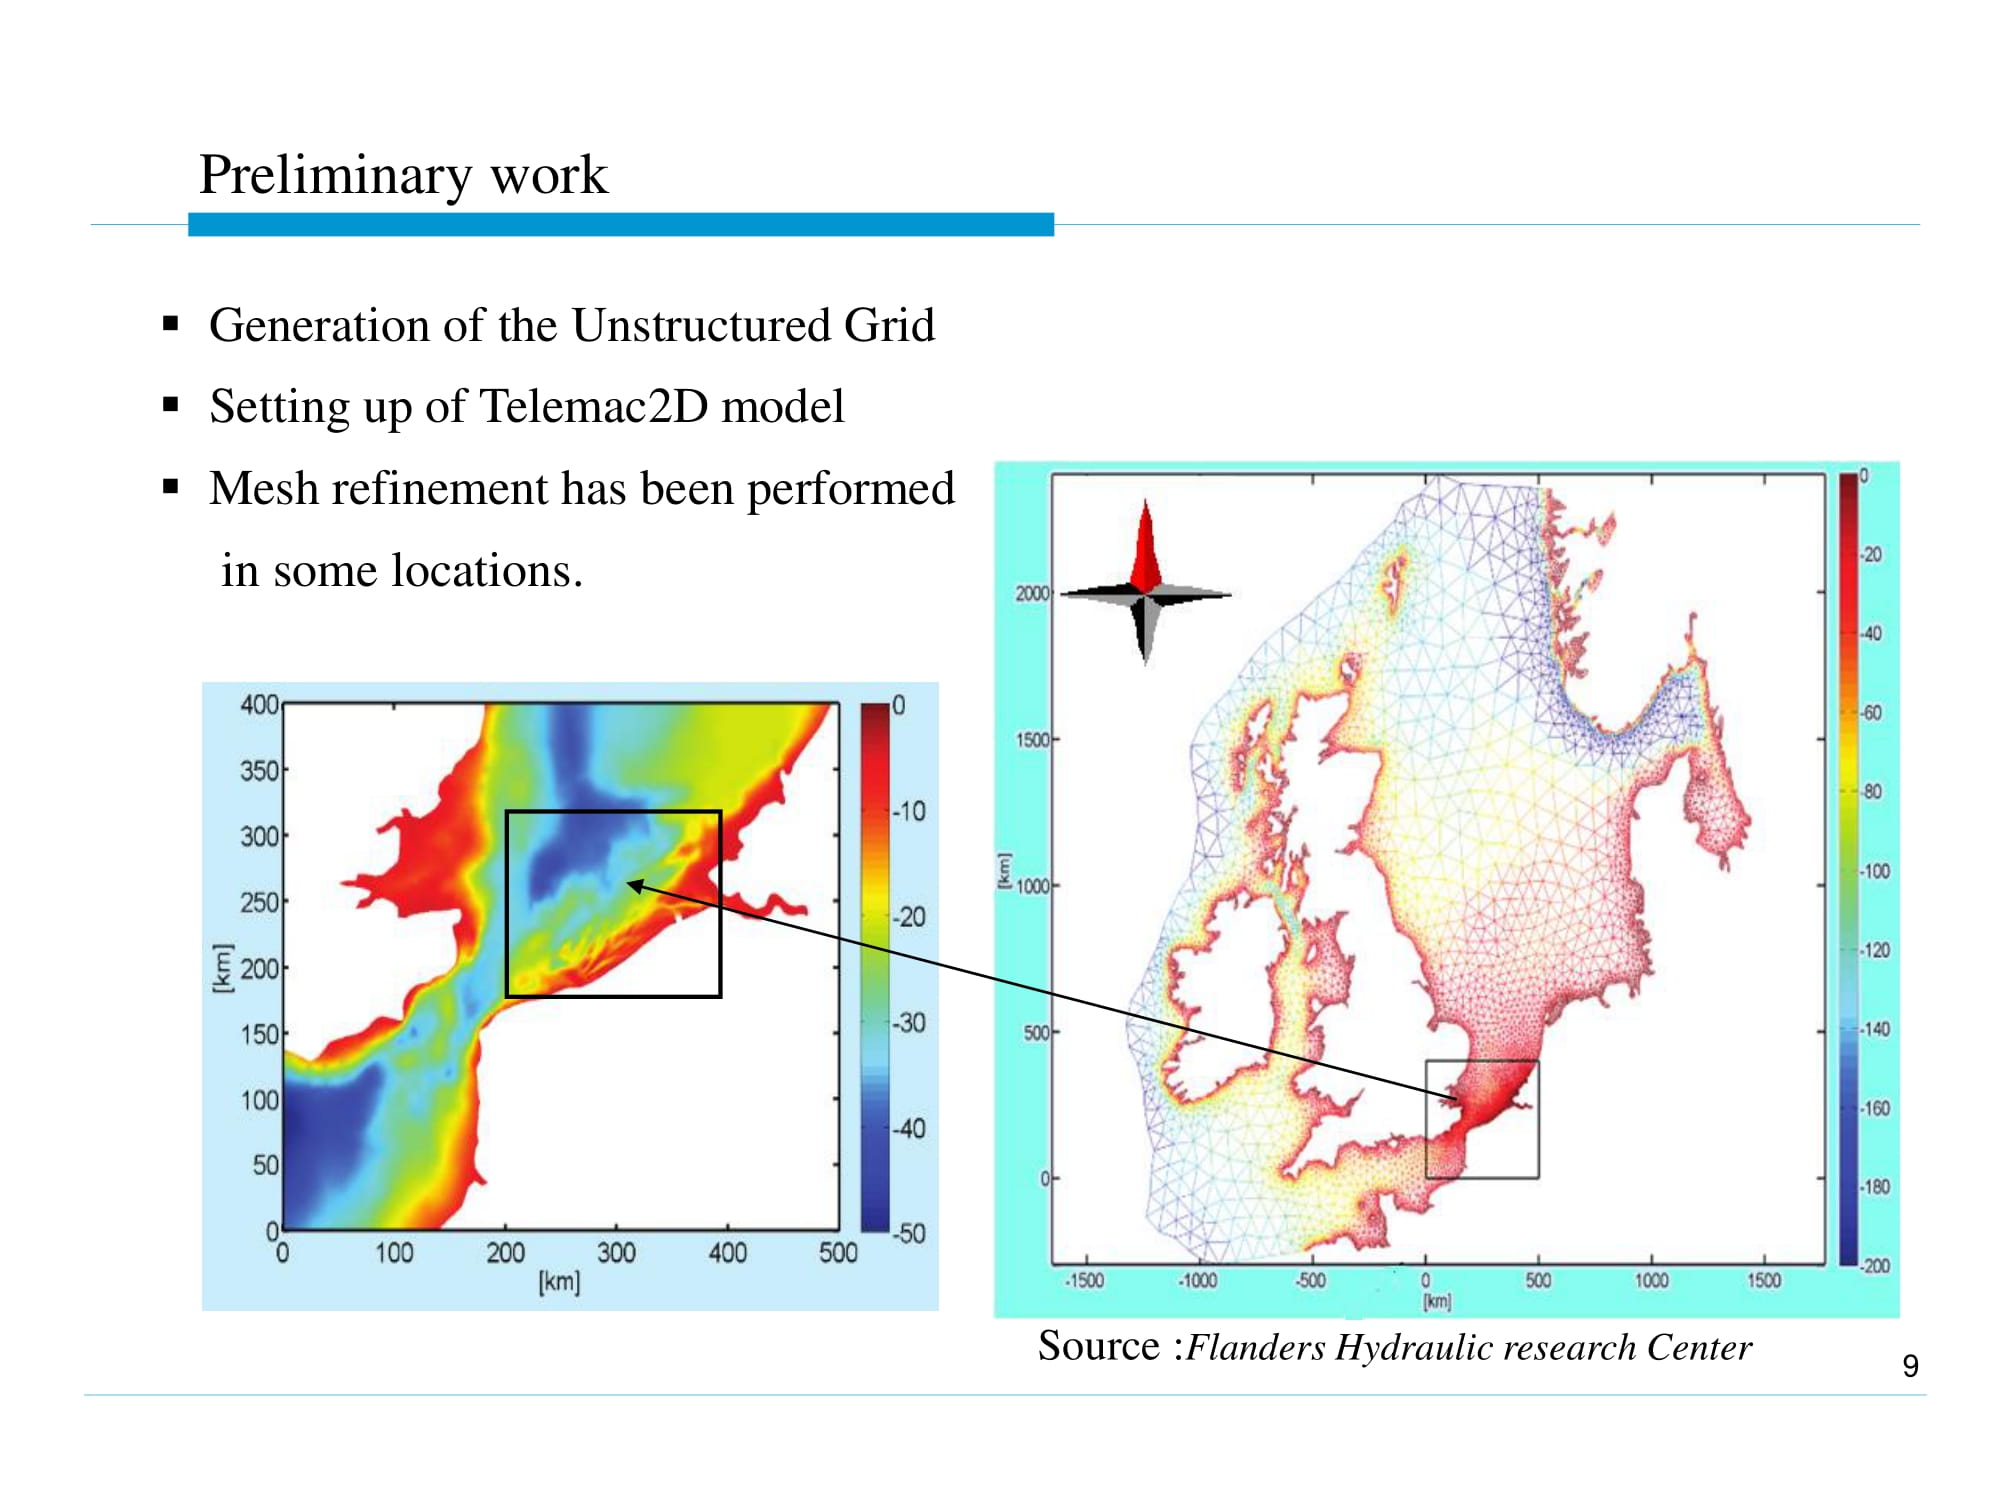 Preliminary work
▪ Generation of the Unstructured Grid
▪ Setting up of Telemac2D model
▪ Mesh refinement has been performed
in some locations.
400
350
300
250
200
150
100
50
0
[km]
0 100 200 300 400 500
[km]
0
-10
-20
-30
-40
-50
2000
1500
1000
500
0
[km]
-1500 -1000 -500 0 500 1000 1500
[km]
0
-20
-40
-60
-80
-100
-120
-140
-160
-180
-200
Source :Flanders Hydraulic research Center
9